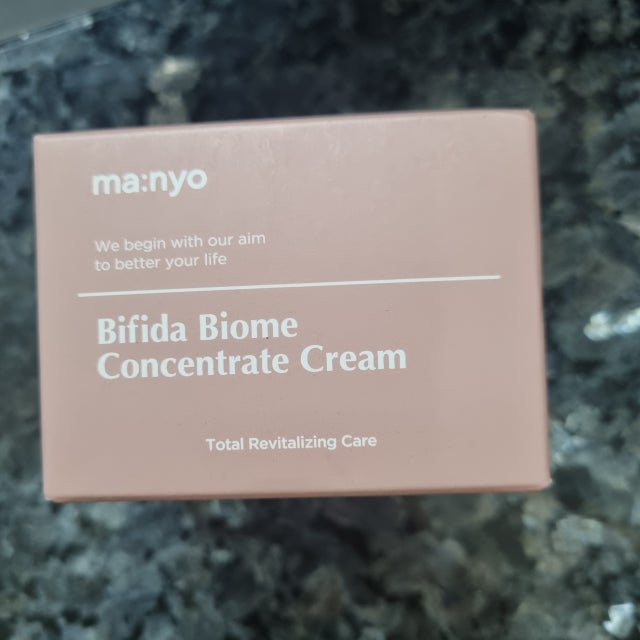 ma:nyo
We begin with our aim
to better your life
Bifida Biome
Concentrate Cream
Total Revitalizing Care